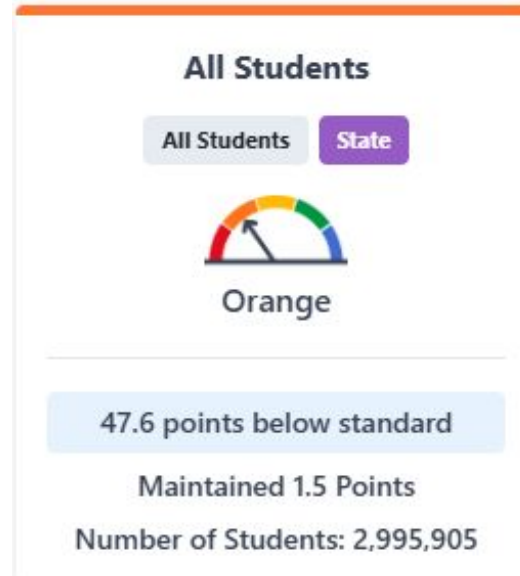 All Students
All Students State
Orange
47.6 points below standard
Maintained 1.5 Points
Number of Students: 2,995,905